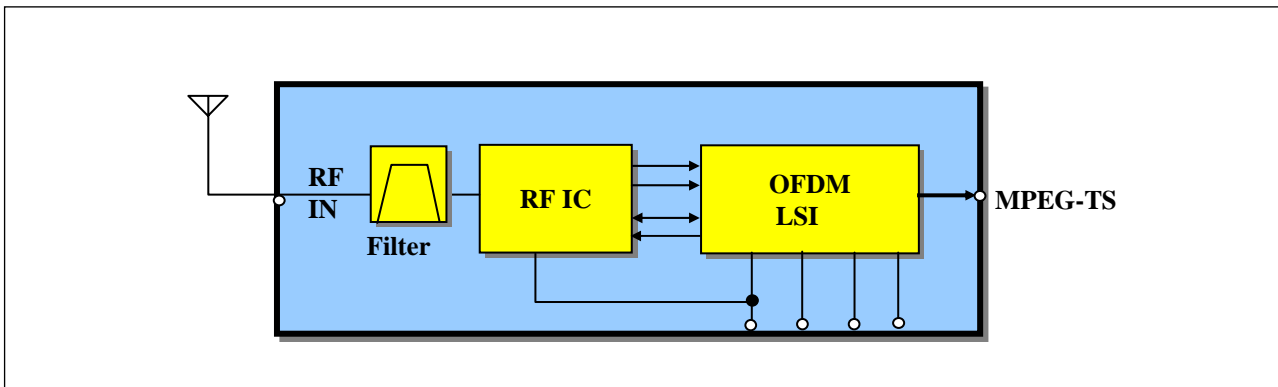 RF
IN
Filter
RF IC
OFDM
LSI
MPEG-TS